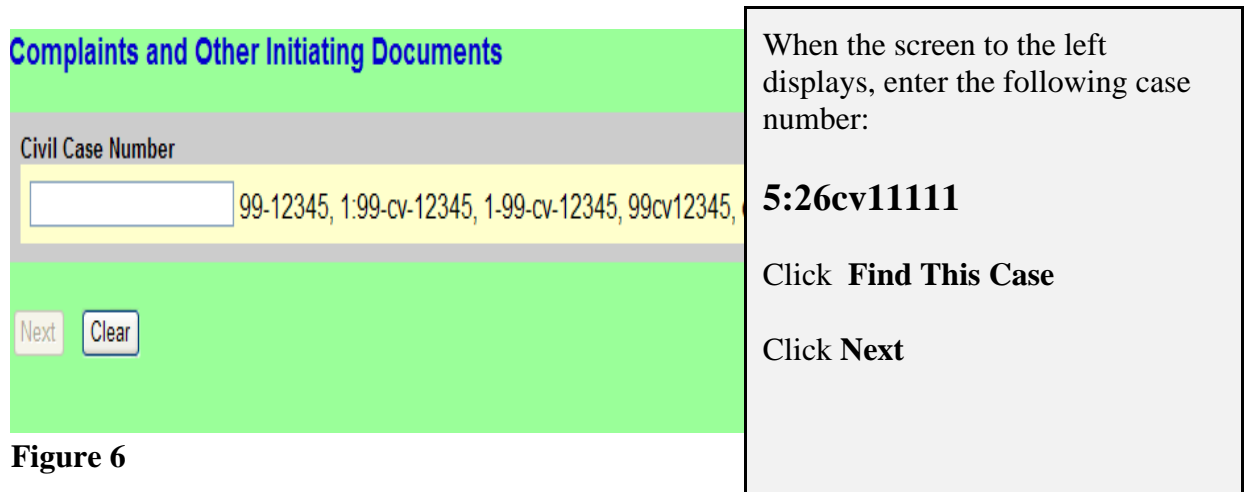 Complaints and Other Initiating Documents
Civil Case Number
99-12345, 1:99-cv-12345, 1-99-cv-12345, 99cv12345,
Next Clear
Figure 6
When the screen to the left
displays, enter the following case
number:
5:26cv11111
Click Find This Case
Click Next